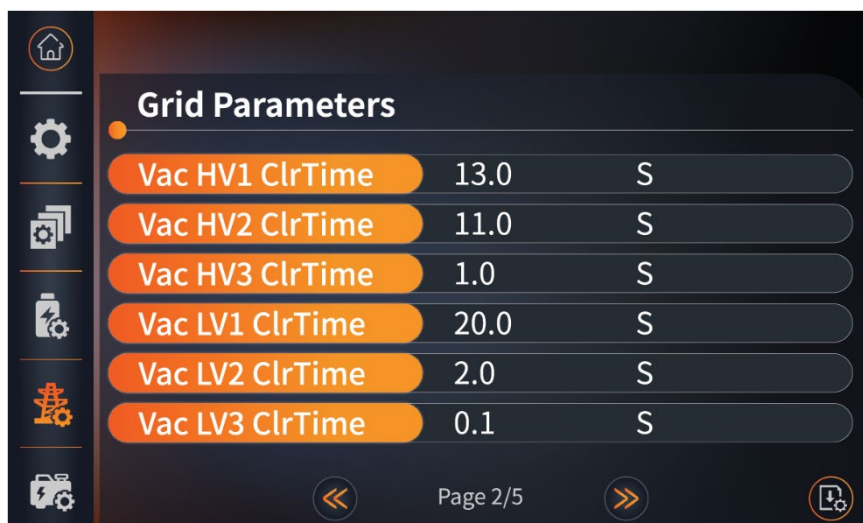 Grid Parameters
Vac HV1 ClrTime 13.0 S
Vac HV2 ClrTime 11.0 S
Vac HV3 ClrTime 1.0 S
Vac LV1 ClrTime 20.0 S
Vac LV2 ClrTime 2.0 S
Vac LV3 ClrTime 0.1 S
Page 2/5